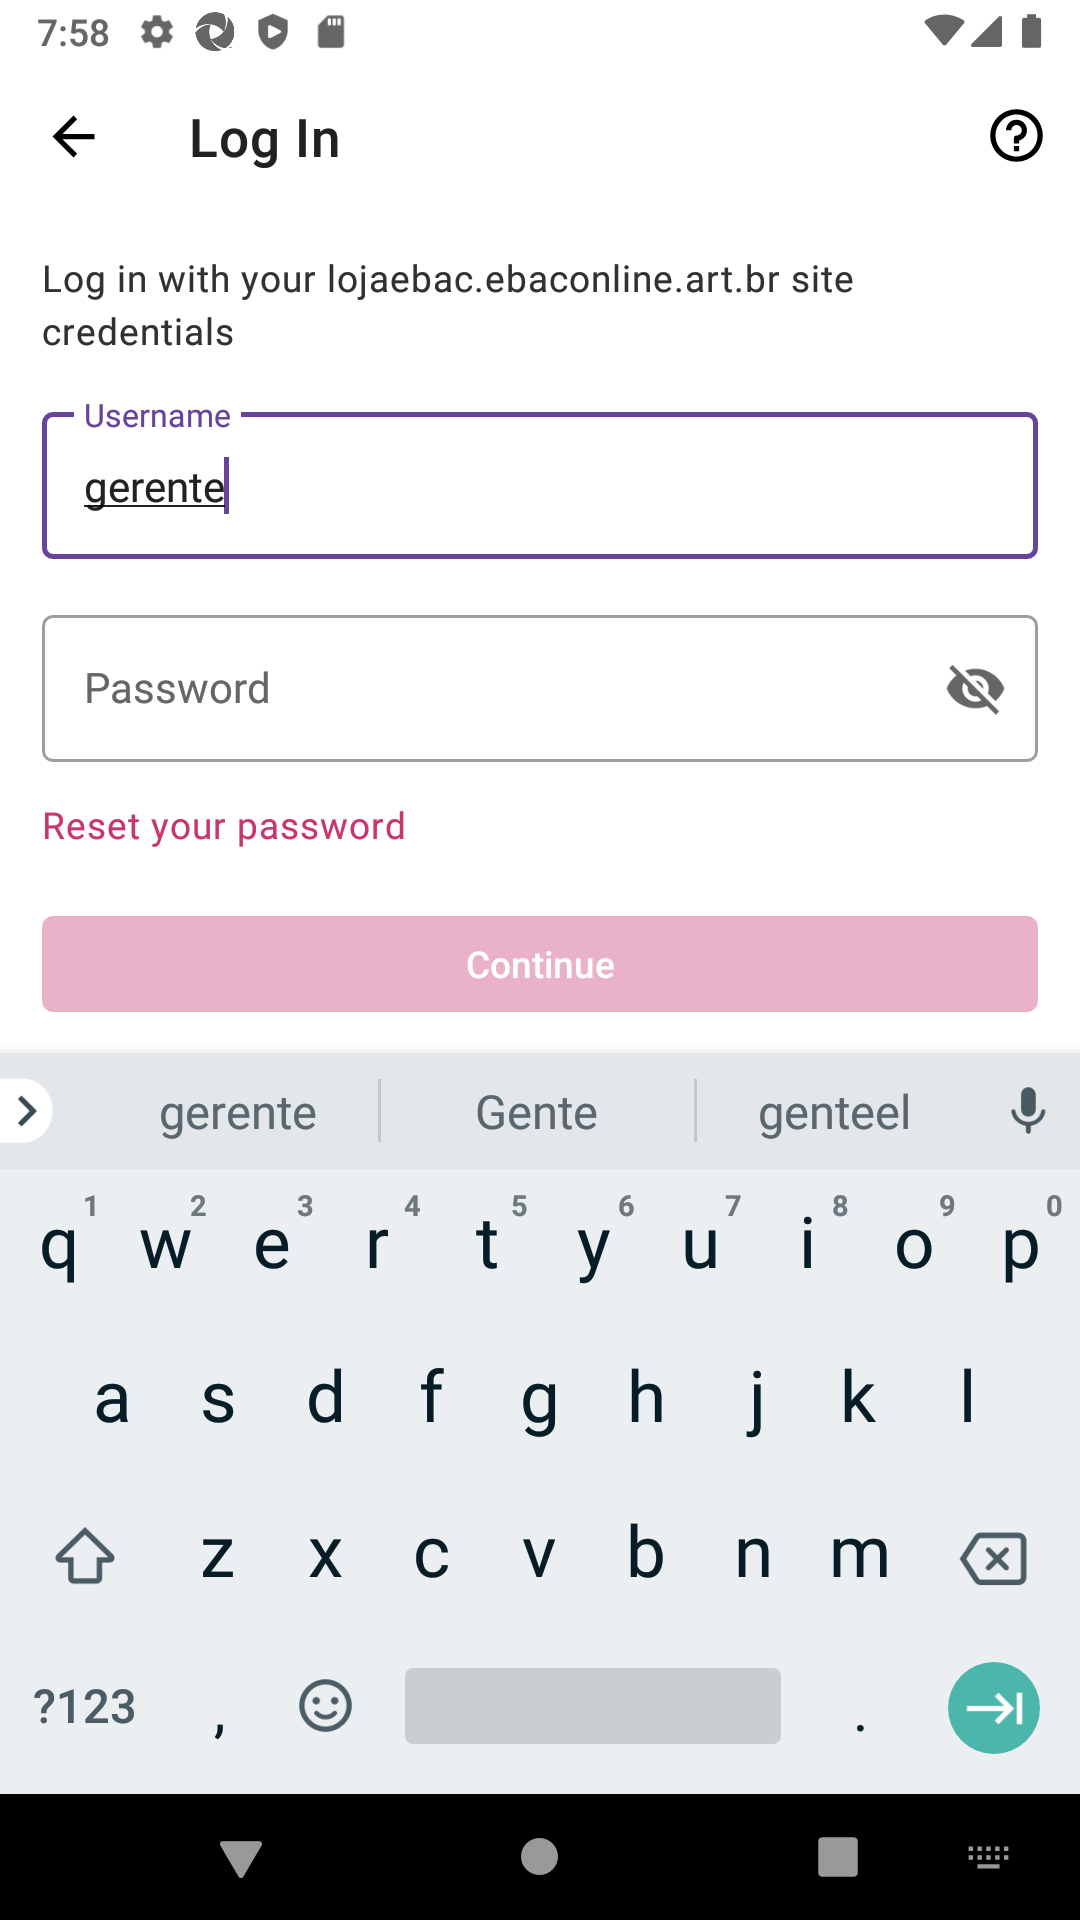 7:58
Log In
Log in with your lojaebac.ebaconline.art.br site
credentials
Username
gerente
Password
Reset your password
Continue
gerente Gente genteel
1 2 3 4 5 6 7 8 9 0
q w e r t y u i o p
a s d f g h j k l
z x c v b n m
?123 , .